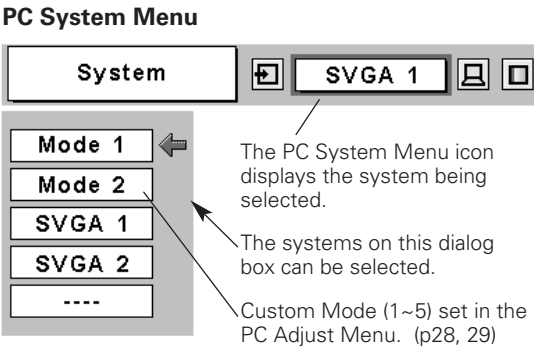 PC System Menu
System
SVGA 1
Mode 1
Mode 2
SVGA 1
SVGA 2
----
The PC System Menu icon
displays the system being
selected.
The systems on this dialog
box can be selected.
Custom Mode (1~5) set in the
PC Adjust Menu. (p28, 29)